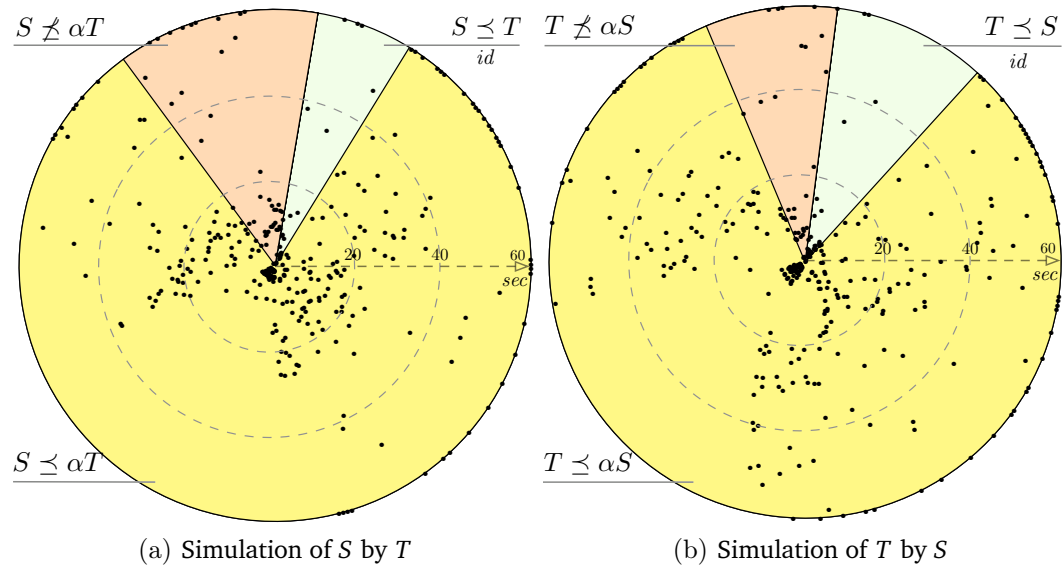 S ⪯̸ αT
S ⪯ T
id
20
40
60
sec
S ⪯ αT
(a) Simulation of S by T
T ⪯̸ αS
T ⪯ S
id
20
40
60
sec
T ⪯ αS
(b) Simulation of T by S